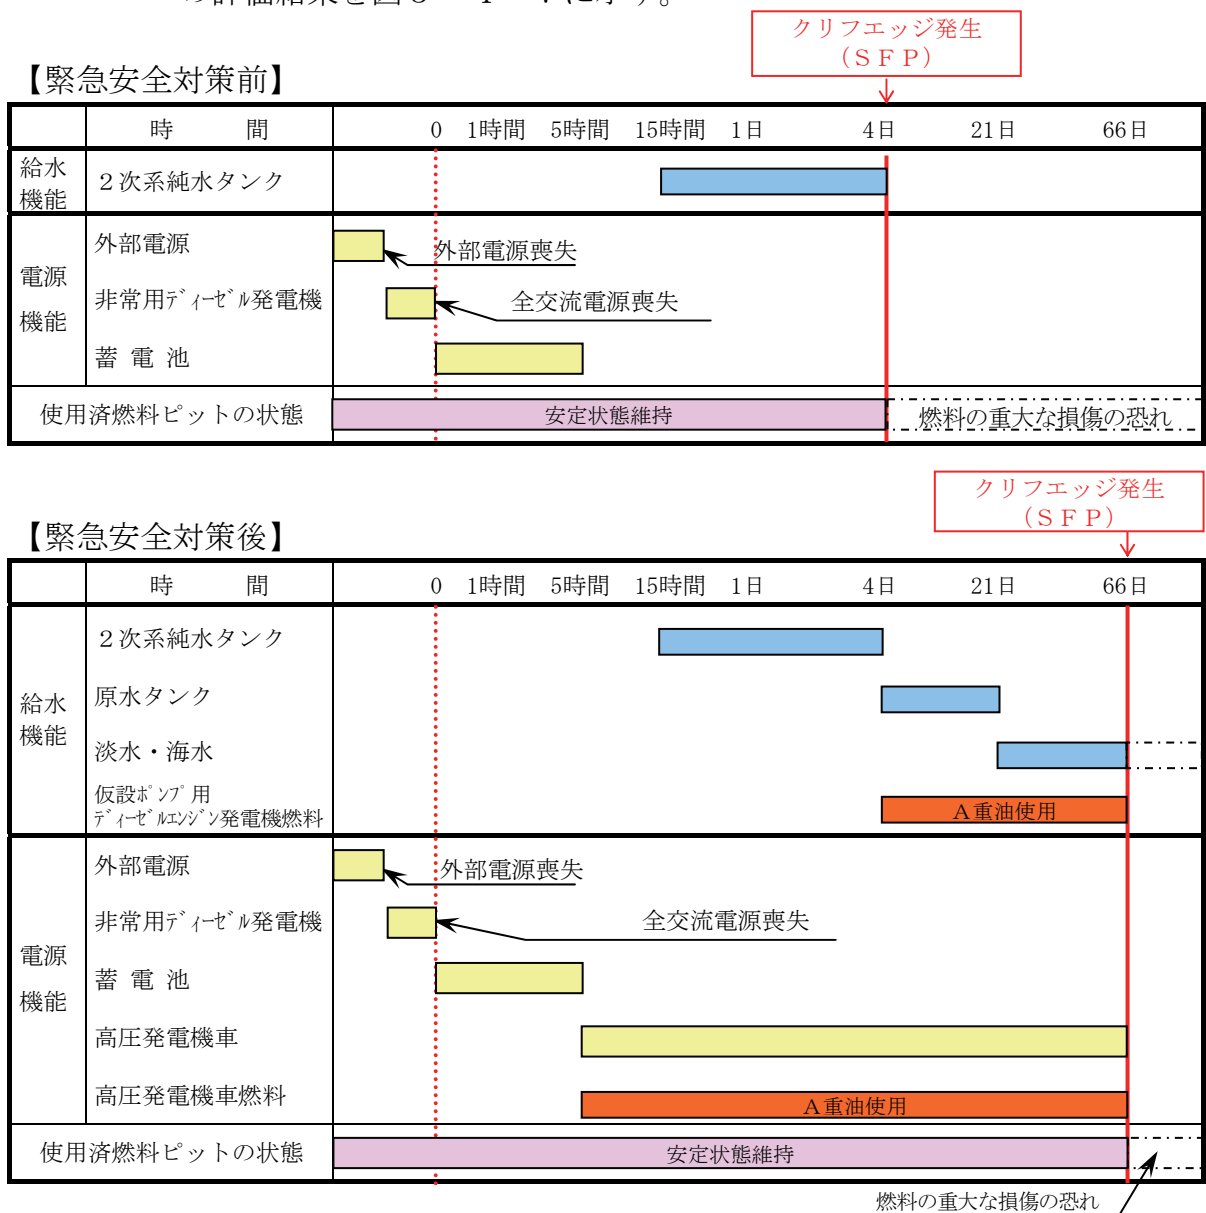 クリフエッジ発生
（ＳＦＰ）
【緊急安全対策前】
時　　　間 0 1時間 5時間 15時間 1日 4日 21日 66日
給水
機能
２次系純水タンク
電源
機能
外部電源
外部電源喪失
非常用ディーゼル発電機
全交流電源喪失
蓄 電 池
使用済燃料ピットの状態
安定状態維持
燃料の重大な損傷の恐れ
クリフエッジ発生
（ＳＦＰ）
【緊急安全対策後】
時　　　間 0 1時間 5時間 15時間 1日 4日 21日 66日
給水
機能
２次系純水タンク
原水タンク
淡水・海水
仮設ポンプ用
ディーゼルエンジン発電機燃料
Ａ重油使用
電源
機能
外部電源
外部電源喪失
非常用ディーゼル発電機
全交流電源喪失
蓄 電 池
高圧発電機車
高圧発電機車燃料
Ａ重油使用
使用済燃料ピットの状態
安定状態維持
燃料の重大な損傷の恐れ